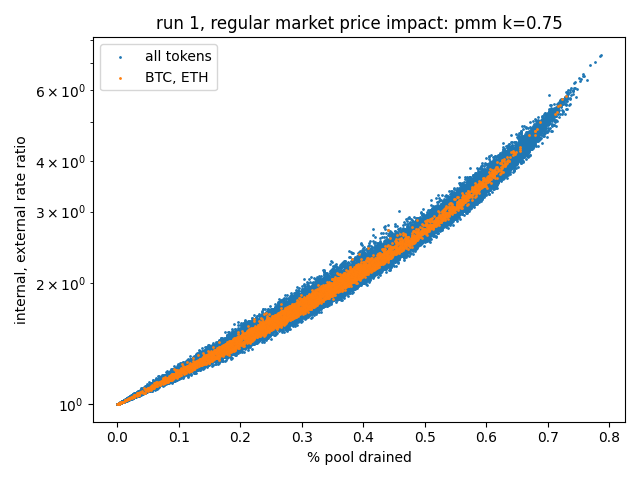 run 1, regular market price impact: pmm k=0.75
all tokens
BTC, ETH
6 × 10⁰
4 × 10⁰
3 × 10⁰
2 × 10⁰
10⁰
internal, external rate ratio
0.0 0.1 0.2 0.3 0.4 0.5 0.6 0.7 0.8
% pool drained